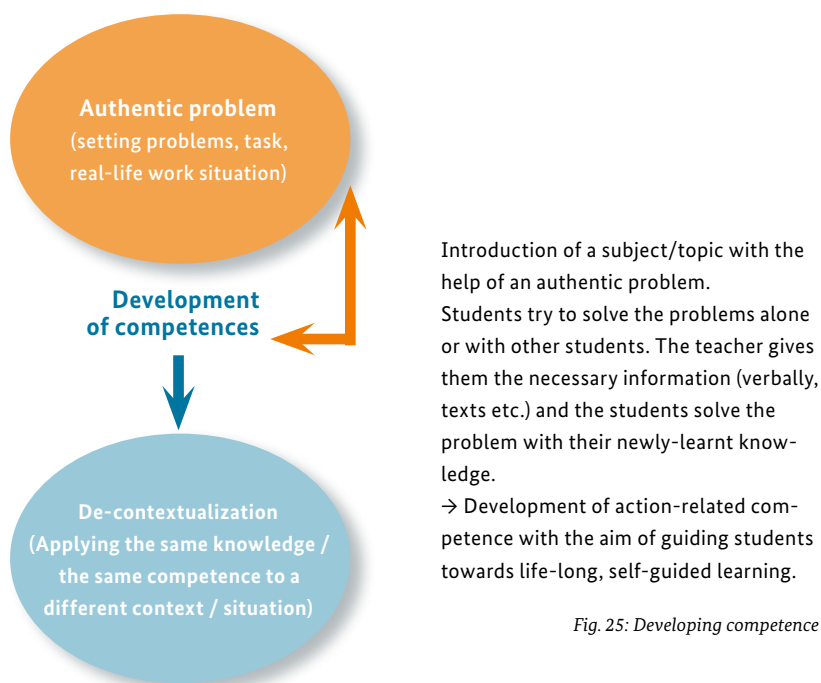 Authentic problem
(setting problems, task,
real-life work situation)
Development
of competences
De-contextualization
(Applying the same knowledge /
the same competence to a
different context / situation)
Introduction of a subject/topic with the
help of an authentic problem.
Students try to solve the problems alone
or with other students. The teacher gives
them the necessary information (verbally,
texts etc.) and the students solve the
problem with their newly-learnt know-
ledge.
→ Development of action-related com-
petence with the aim of guiding students
towards life-long, self-guided learning.
Fig. 25: Developing competence